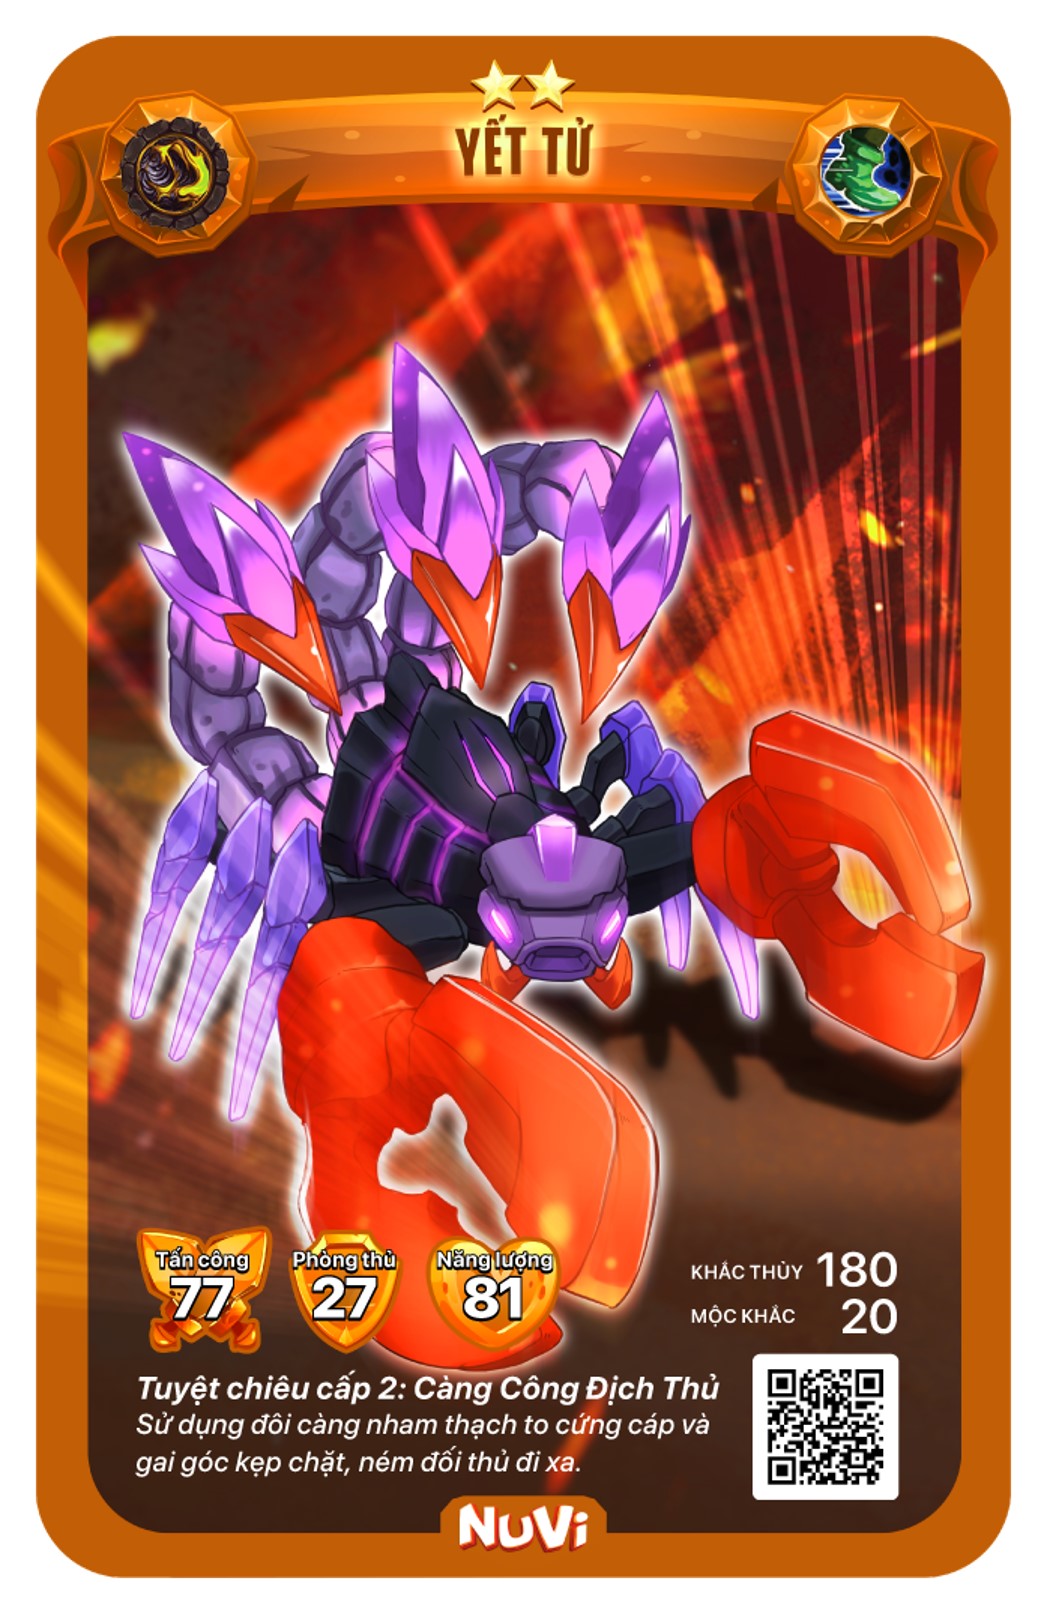 YẾT TỬ
Tấn công
77
Phòng thủ
27
Năng lượng
81
KHẮC THỦY 180
MỘC KHẮC 20
Tuyệt chiêu cấp 2: Càng Công Địch Thủ
Sử dụng đôi càng nham thạch to cứng cáp và
gai góc kẹp chặt, ném đối thủ đi xa.
NUVi